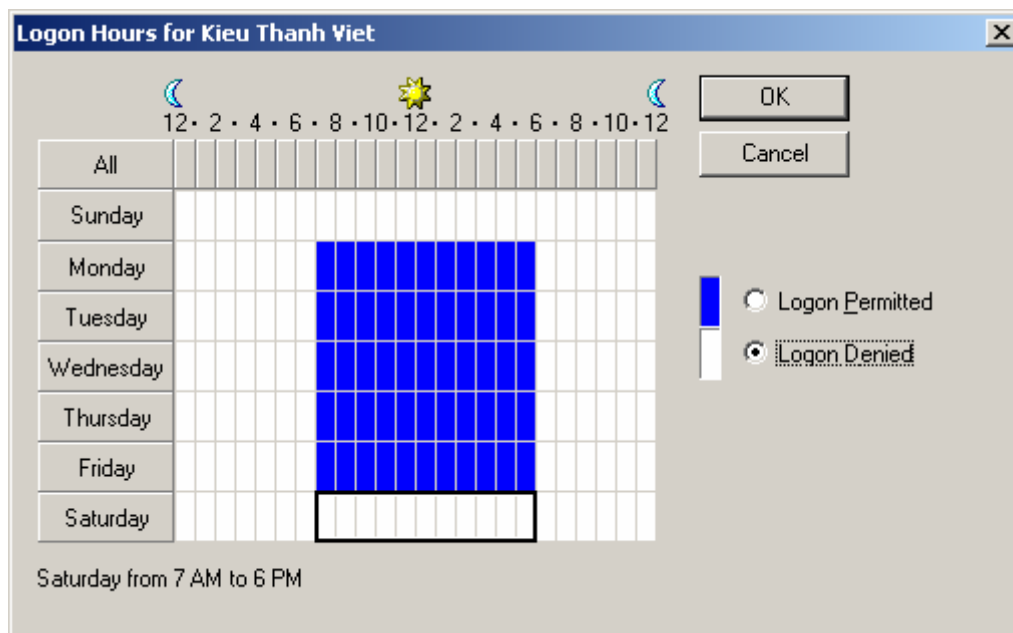 Logon Hours for Kieu Thanh Viet
OK
12 · 2 · 4 · 6 · 8 · 10 · 12 · 2 · 4 · 6 · 8 · 10 · 12
Cancel
All
Sunday
Monday
Tuesday
Logon Permitted
Wednesday
Logon Denied
Thursday
Friday
Saturday
Saturday from 7 AM to 6 PM